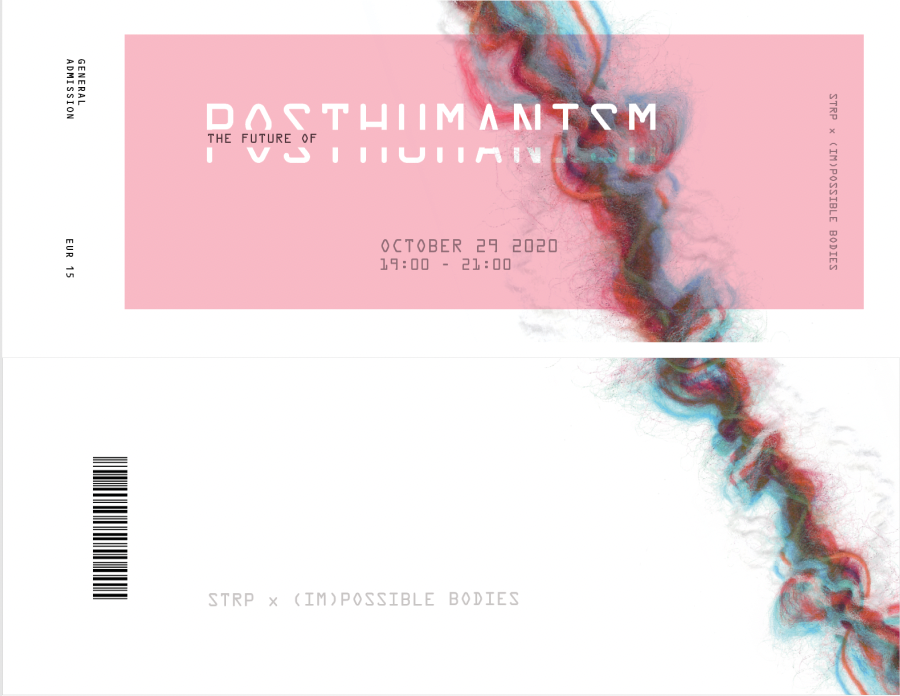 GENERAL
ADMISSION
EUR 15
POSTHUMANISM
THE FUTURE OF
OCTOBER 29 2020
19:00 - 21:00
STRP x (IM)POSSIBLE BODIES
STRP x (IM)POSSIBLE BODIES